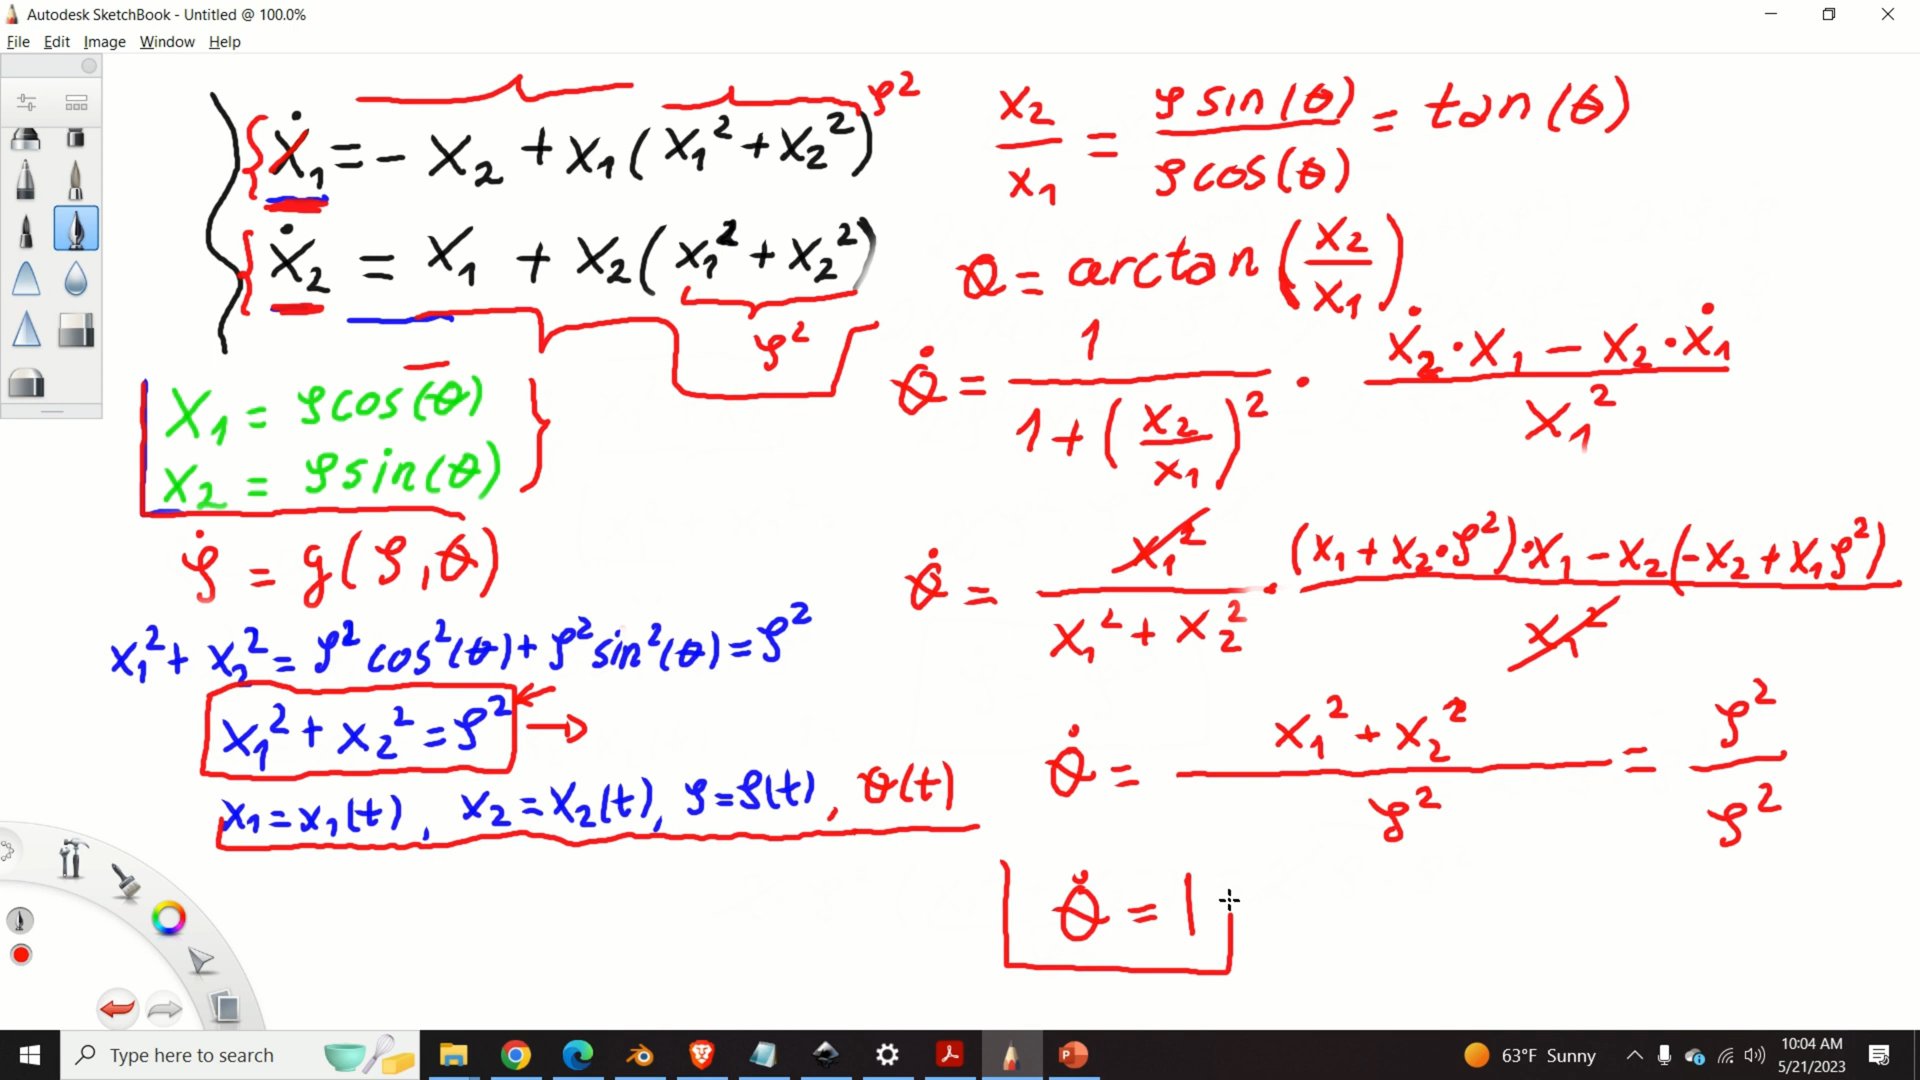 Autodesk SketchBook - Untitled @ 100.0%
File Edit Image Window Help
ẋ₁ = - x₂ + x₁(x₁² + x₂²) ρ²
ẋ₂ = x₁ + x₂(x₁² + x₂²)
ρ²
x₁ = ρcos(θ)
x₂ = ρsin(θ)
ρ̇ = g(ρ,θ)
x₁² + x₂² = ρ² cos²(θ) + ρ² sin²(θ) = ρ²
x₁² + x₂² = ρ² →
x₁ = x₁(t), x₂ = x₂(t), ρ = ρ(t), θ(t)
x₂/x₁ = ρsin(θ)/ρcos(θ) = tan(θ)
θ = arctan(x₂/x₁)
θ̇ = 1/(1+(x₂/x₁)²) · (ẋ₂·x₁ - x₂·ẋ₁)/x₁²
θ̇ = x₁²/(x₁² + x₂²) · ((x₁ + x₂·ρ²)·x₁ - x₂(-x₂ + x₁ρ²))/x₁²
θ̇ = (x₁² + x₂²)/ρ² = ρ²/ρ²
θ̇ = 1
Type here to search
63°F Sunny
10:04 AM
5/21/2023